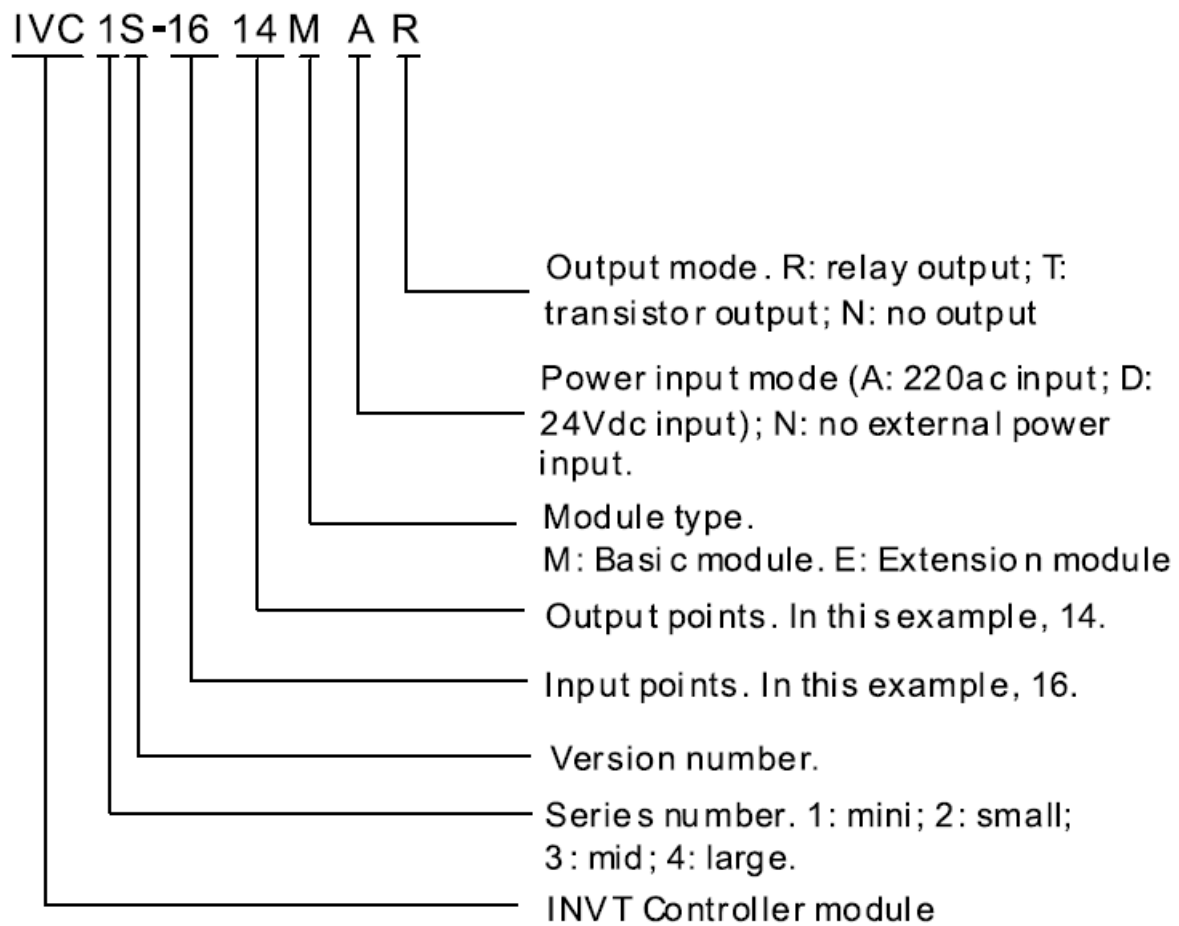 IVC 1S-16 14 M A R
Output mode. R: relay output; T:
transistor output; N: no output
Power input mode (A: 220ac input; D:
24Vdc input); N: no external power
input.
Module type.
M: Basic module. E: Extension module
Output points. In this example, 14.
Input points. In this example, 16.
Version number.
Series number. 1: mini; 2: small;
3: mid; 4: large.
INVT Controller module